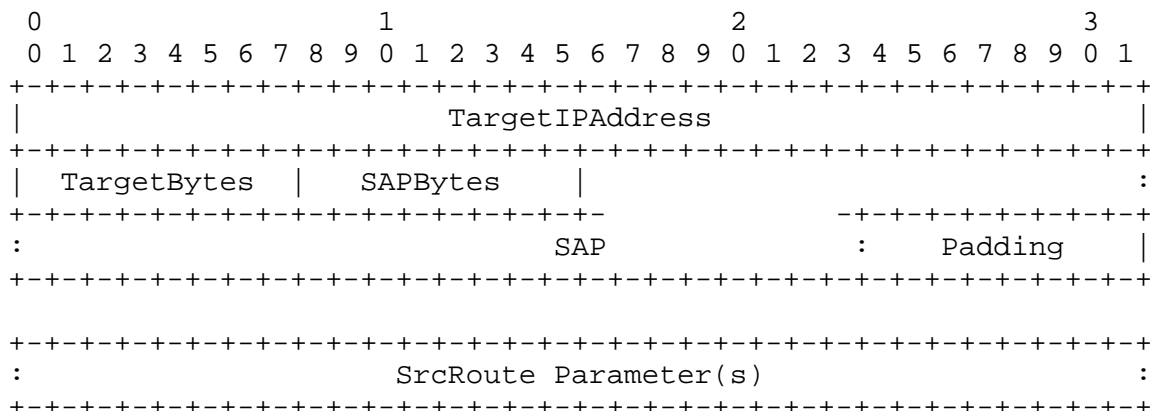 0                   1                   2                   3
 0 1 2 3 4 5 6 7 8 9 0 1 2 3 4 5 6 7 8 9 0 1 2 3 4 5 6 7 8 9 0 1
+-+-+-+-+-+-+-+-+-+-+-+-+-+-+-+-+-+-+-+-+-+-+-+-+-+-+-+-+-+-+-+-+
|                        TargetIPAddress                        |
+-+-+-+-+-+-+-+-+-+-+-+-+-+-+-+-+-+-+-+-+-+-+-+-+-+-+-+-+-+-+-+-+
|  TargetBytes  |   SAPBytes    |                               :
+-+-+-+-+-+-+-+-+-+-+-+-+-+-+-+-+-             -+-+-+-+-+-+-+-+-+
:                              SAP              :    Padding    |
+-+-+-+-+-+-+-+-+-+-+-+-+-+-+-+-+-+-+-+-+-+-+-+-+-+-+-+-+-+-+-+-+

+-+-+-+-+-+-+-+-+-+-+-+-+-+-+-+-+-+-+-+-+-+-+-+-+-+-+-+-+-+-+-+-+
:                     SrcRoute Parameter(s)                     :
+-+-+-+-+-+-+-+-+-+-+-+-+-+-+-+-+-+-+-+-+-+-+-+-+-+-+-+-+-+-+-+-+